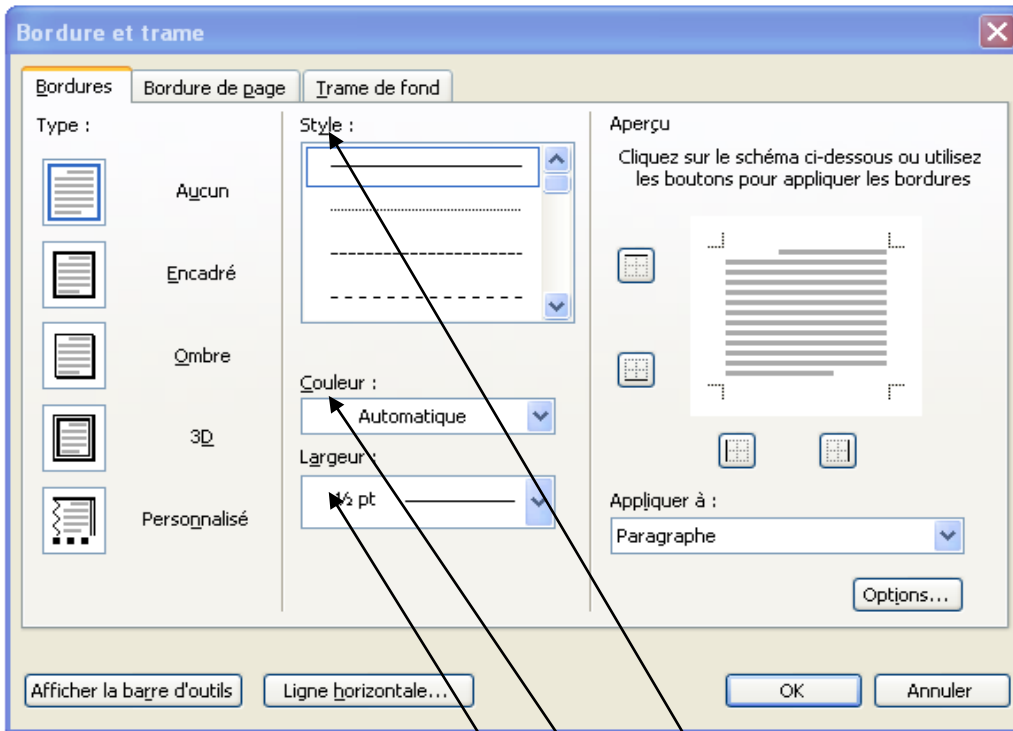 Bordure et trame
Bordures
Bordure de page
Trame de fond
Type :
Aucun
Encadré
Ombre
3D
Personnalisé
Style :
Couleur :
Automatique
Largeur :
½ pt
Aperçu
Cliquez sur le schéma ci-dessous ou utilisez
les boutons pour appliquer les bordures
Appliquer à :
Paragraphe
Options...
Afficher la barre d'outils
Ligne horizontale...
OK
Annuler